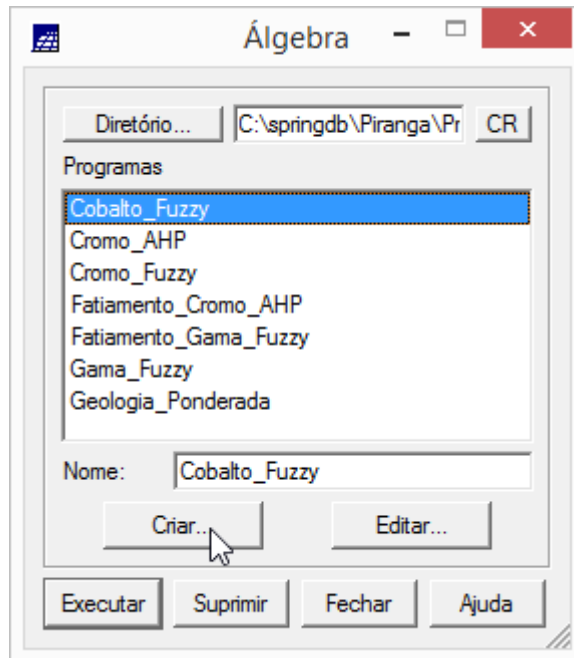 Álgebra
Diretório... C:\springdb\Piranga\Pr CR
Programas
Cobalto_Fuzzy
Cromo_AHP
Cromo_Fuzzy
Fatiamento_Cromo_AHP
Fatiamento_Gama_Fuzzy
Gama_Fuzzy
Geologia_Ponderada
Nome: Cobalto_Fuzzy
Criar... Editar...
Executar Suprimir Fechar Ajuda